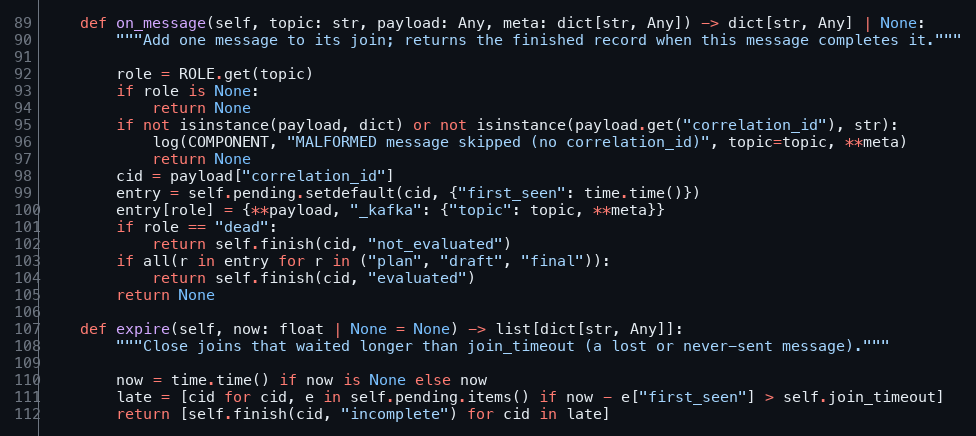 89     def on_message(self, topic: str, payload: Any, meta: dict[str, Any]) -> dict[str, Any] | None:
90         """Add one message to its join; returns the finished record when this message completes it."""
91
92         role = ROLE.get(topic)
93         if role is None:
94             return None
95         if not isinstance(payload, dict) or not isinstance(payload.get("correlation_id"), str):
96             log(COMPONENT, "MALFORMED message skipped (no correlation_id)", topic=topic, **meta)
97             return None
98         cid = payload["correlation_id"]
99         entry = self.pending.setdefault(cid, {"first_seen": time.time()})
100         entry[role] = {**payload, "_kafka": {"topic": topic, **meta}}
101         if role == "dead":
102             return self.finish(cid, "not_evaluated")
103         if all(r in entry for r in ("plan", "draft", "final")):
104             return self.finish(cid, "evaluated")
105         return None
106
107     def expire(self, now: float | None = None) -> list[dict[str, Any]]:
108         """Close joins that waited longer than join_timeout (a lost or never-sent message)."""
109
110         now = time.time() if now is None else now
111         late = [cid for cid, e in self.pending.items() if now - e["first_seen"] > self.join_timeout]
112         return [self.finish(cid, "incomplete") for cid in late]